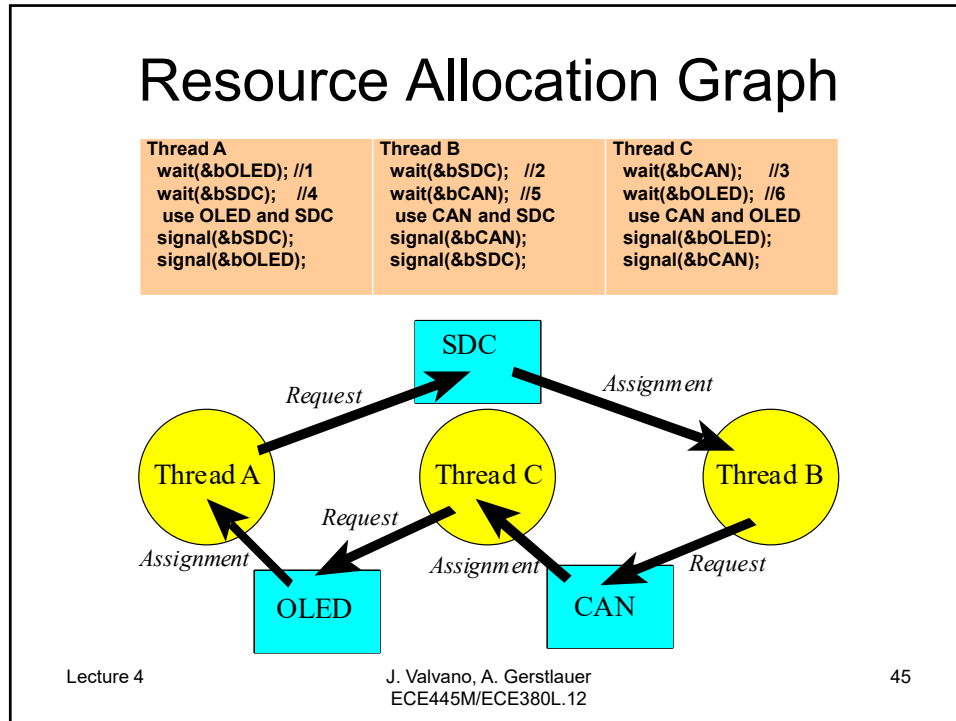 Resource Allocation Graph
Thread A
wait(&bOLED); //1
wait(&bSDC); //4
use OLED and SDC
signal(&bSDC);
signal(&bOLED);
Thread B
wait(&bSDC); //2
wait(&bCAN); //5
use CAN and SDC
signal(&bCAN);
signal(&bSDC);
Thread C
wait(&bCAN); //3
wait(&bOLED); //6
use CAN and OLED
signal(&bOLED);
signal(&bCAN);
SDC
Request
Assignment
Thread A
Thread C
Thread B
Request
Assignment
Assignment
Request
OLED
CAN
Lecture 4
J. Valvano, A. Gerstlauer
ECE445M/ECE380L.12
45